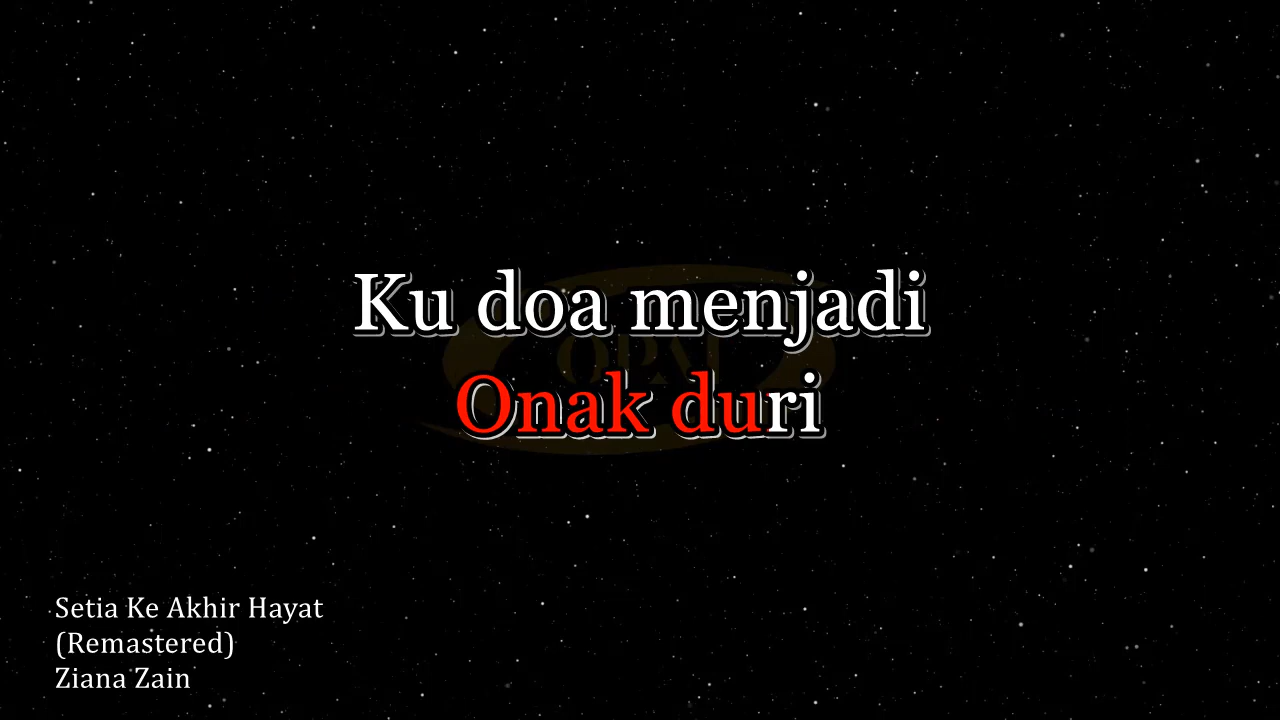 Ku doa menjadi
Onak duri
Setia Ke Akhir Hayat
(Remastered)
Ziana Zain